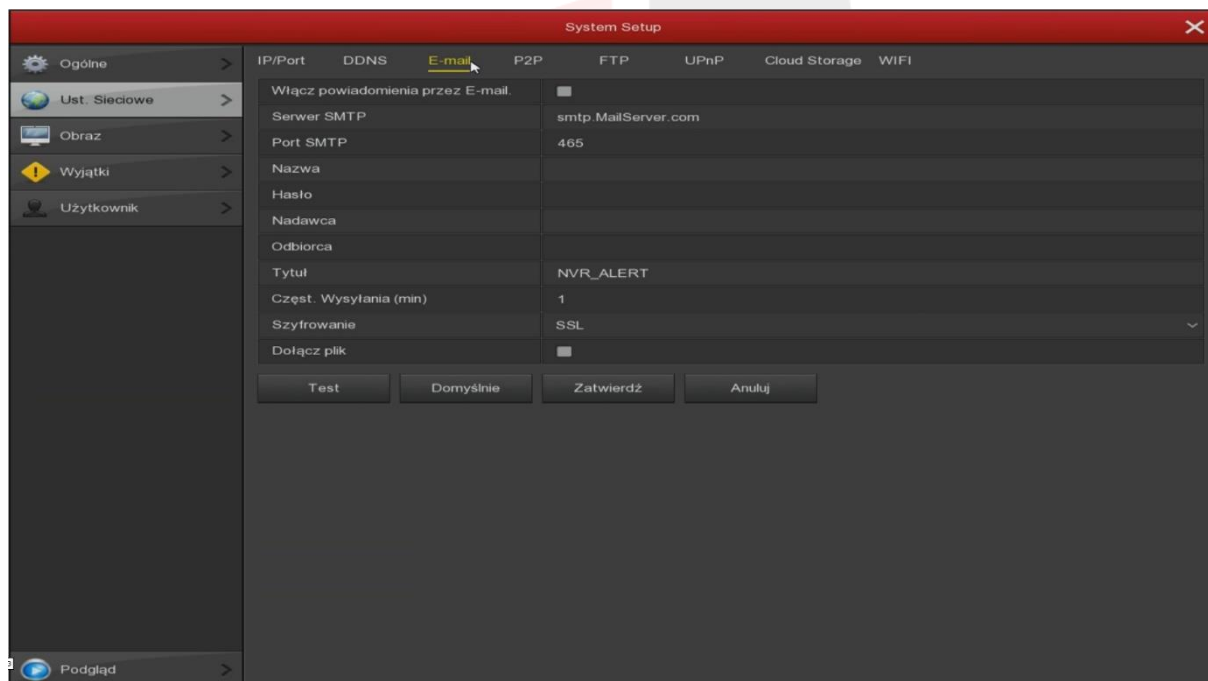 System Setup
Ogólne
Ust. Sieciowe
Obraz
Wyjątki
Użytkownik
Podgląd
IP/Port DDNS E-mail P2P FTP UPnP Cloud Storage WIFI
Włącz powiadomienia przez E-mail.
Serwer SMTP smtp.MailServer.com
Port SMTP 465
Nazwa
Hasło
Nadawca
Odbiorca
Tytuł NVR_ALERT
Częst. Wysyłania (min) 1
Szyfrowanie SSL
Dołącz plik
Test Domyślnie Zatwierdź Anuluj